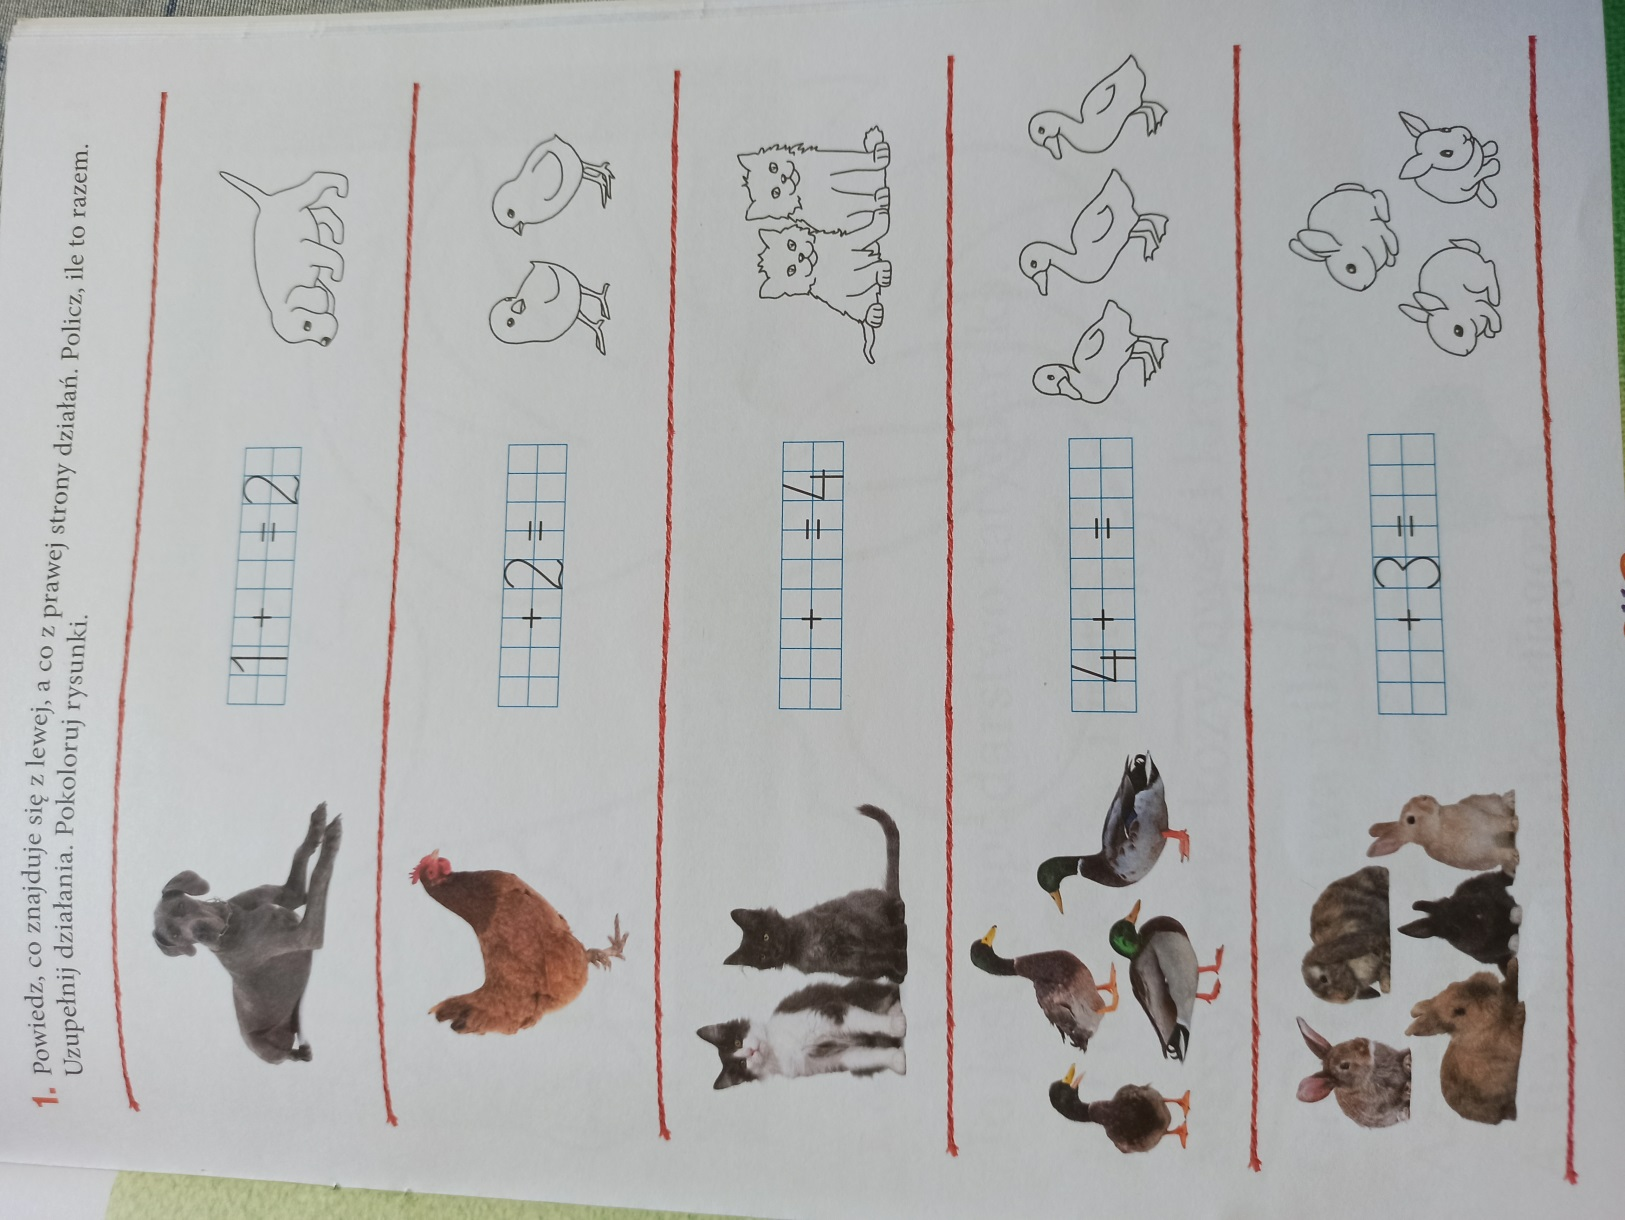 1. Powiedz, co znajduje się z lewej, a co z prawej strony działań. Policz, ile to razem.
Uzupełnij działania. Pokoloruj rysunki.
1 + = 2
+ 2 =
+ = 4
4 + =
+ 3 =